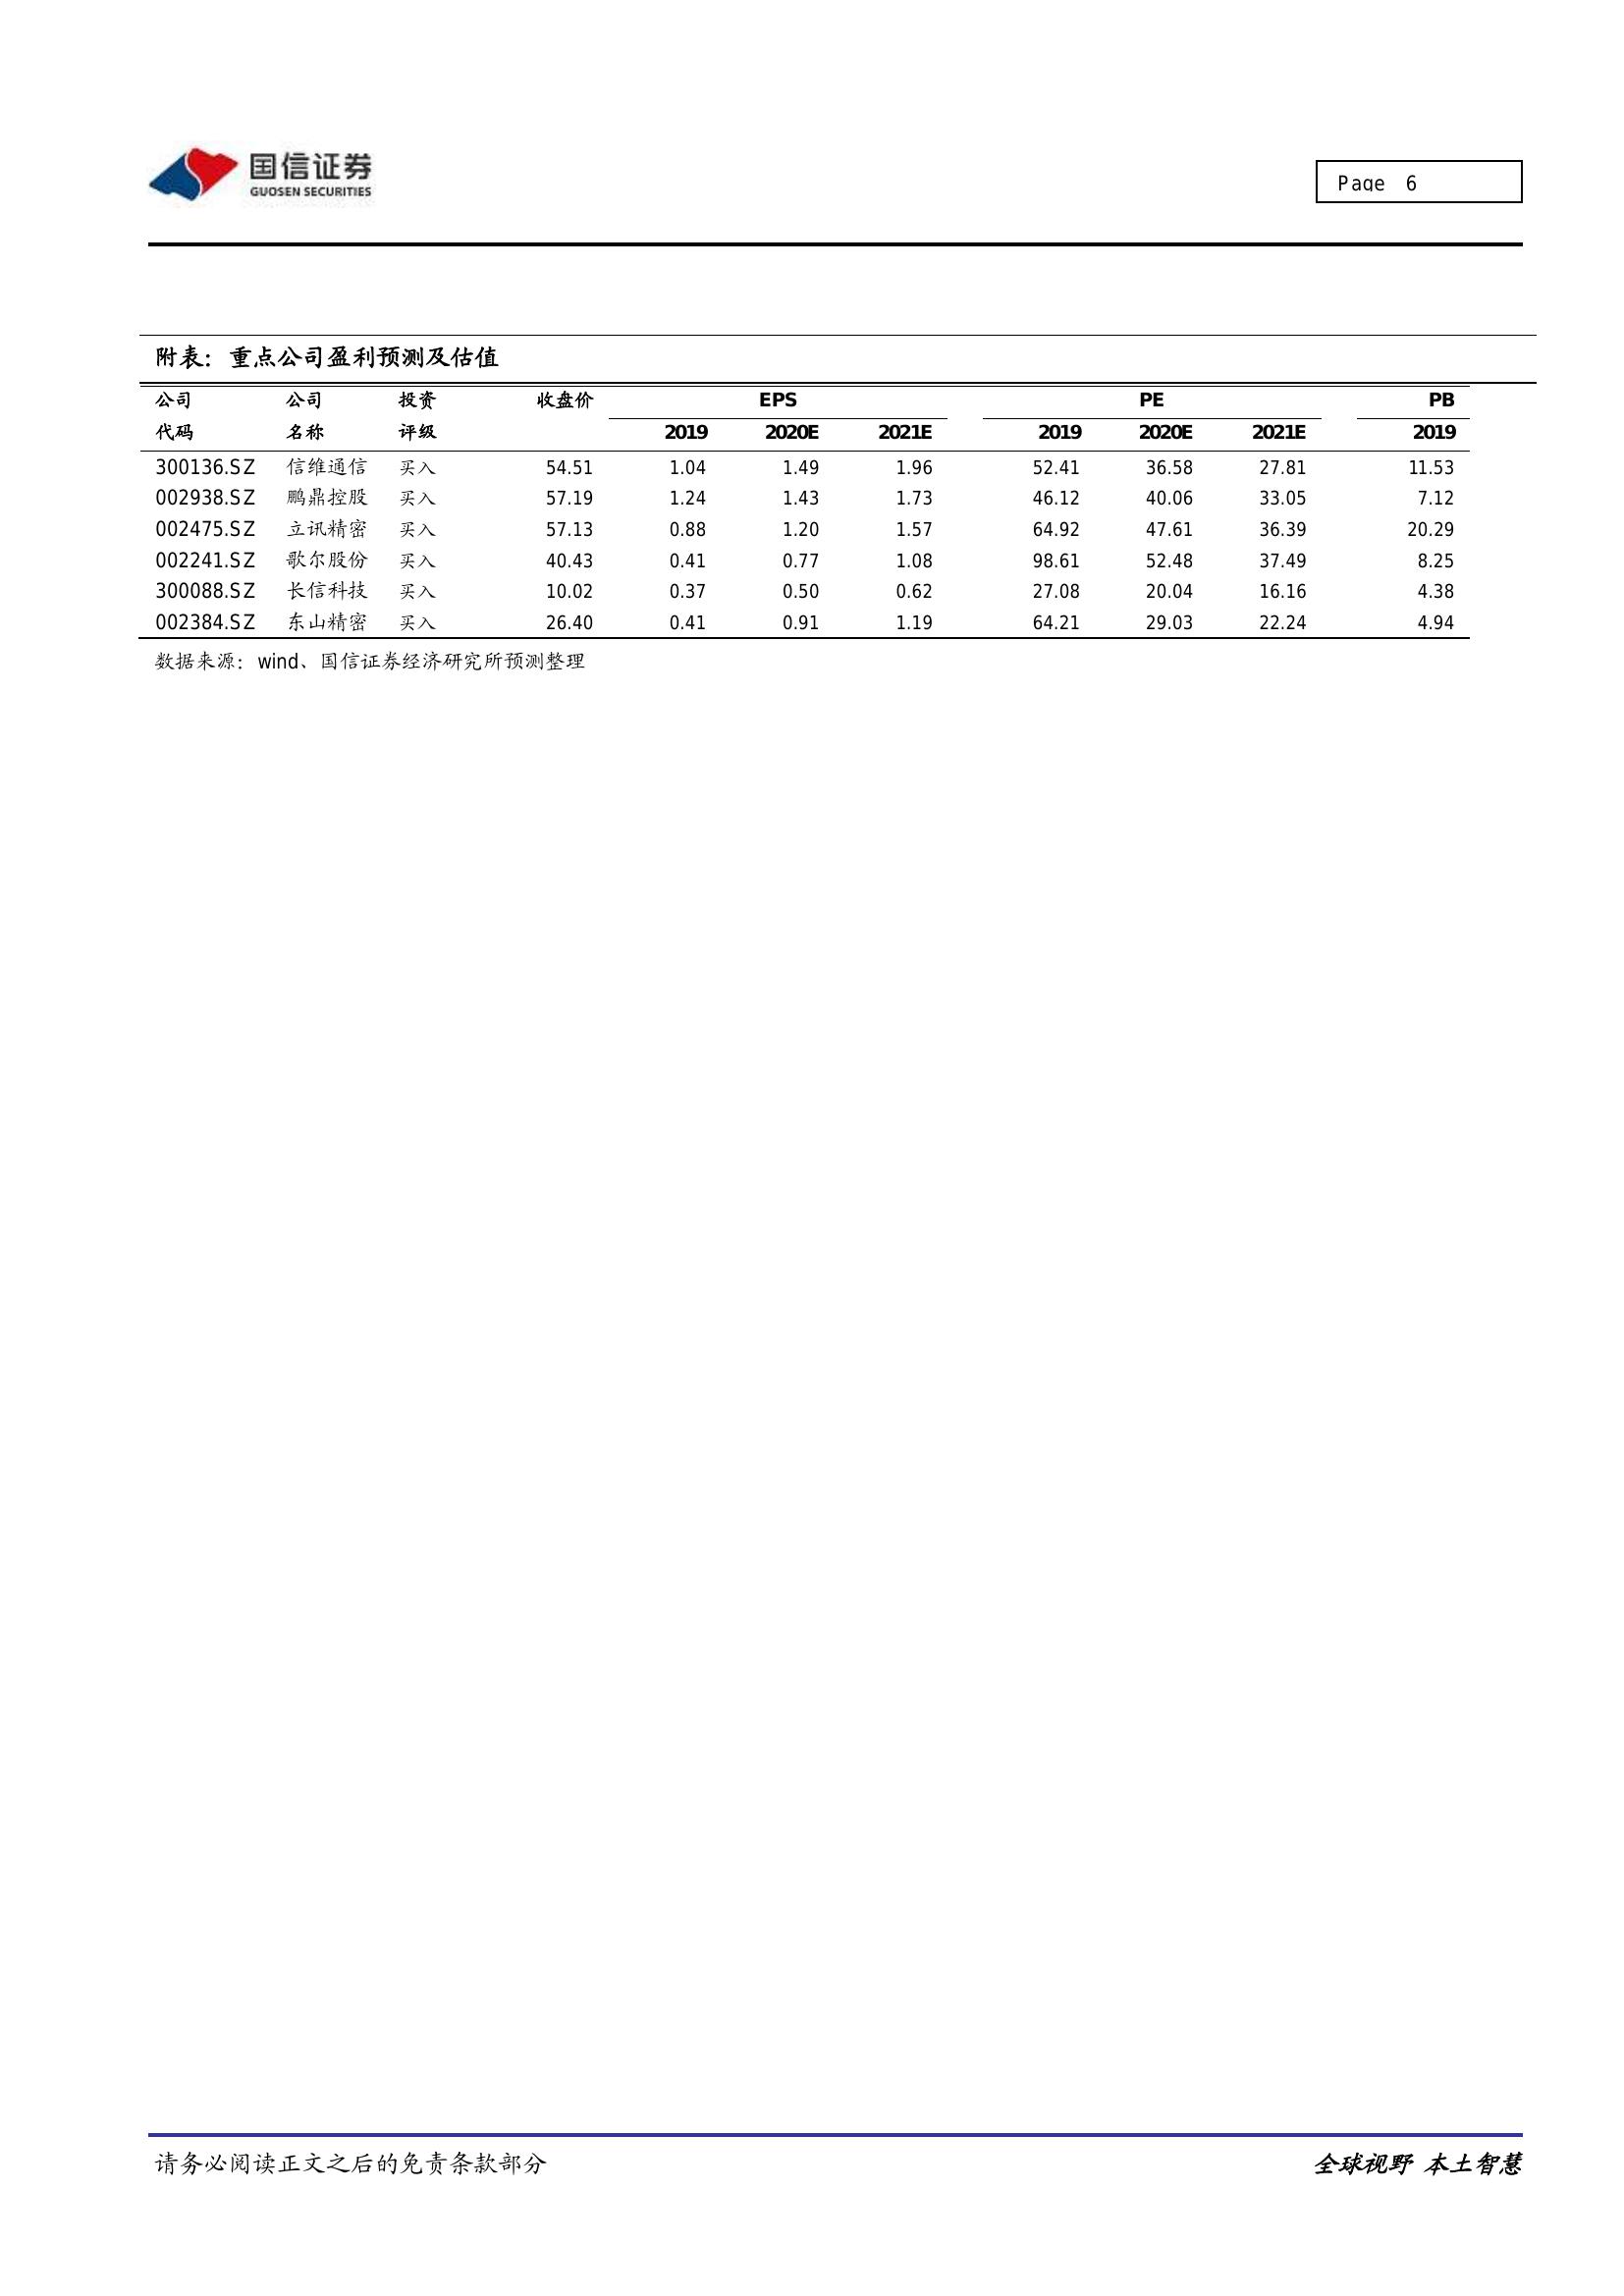 国信证券
GUOSEN SECURITIES
Page 6
附表：重点公司盈利预测及估值
公司 公司 投资 收盘价 EPS PE PB
代码 名称 评级 2019 2020E 2021E 2019 2020E 2021E 2019
300136.SZ 信维通信 买入 54.51 1.04 1.49 1.96 52.41 36.58 27.81 11.53
002938.SZ 鹏鼎控股 买入 57.19 1.24 1.43 1.73 46.12 40.06 33.05 7.12
002475.SZ 立讯精密 买入 57.13 0.88 1.20 1.57 64.92 47.61 36.39 20.29
002241.SZ 歌尔股份 买入 40.43 0.41 0.77 1.08 98.61 52.48 37.49 8.25
300088.SZ 长信科技 买入 10.02 0.37 0.50 0.62 27.08 20.04 16.16 4.38
002384.SZ 东山精密 买入 26.40 0.41 0.91 1.19 64.21 29.03 22.24 4.94
数据来源：wind、国信证券经济研究所预测整理
请务必阅读正文之后的免责条款部分 全球视野 本土智慧